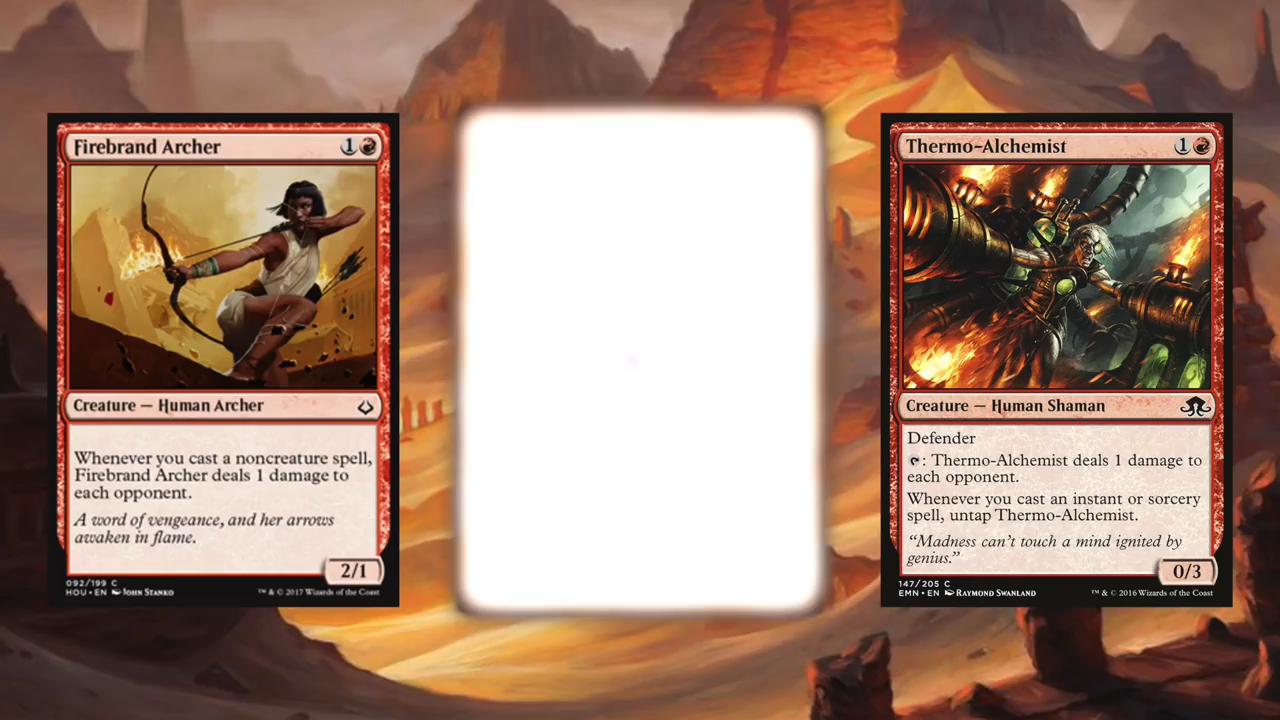 Firebrand Archer 1
Creature — Human Archer
Whenever you cast a noncreature spell,
Firebrand Archer deals 1 damage to
each opponent.
A word of vengeance, and her arrows
awaken in flame.
2/1
092/199 C
HOU • EN JOHN STANKO ™ & © 2017 Wizards of the Coast
Thermo-Alchemist 1
Creature — Human Shaman
Defender
: Thermo-Alchemist deals 1 damage to
each opponent.
Whenever you cast an instant or sorcery
spell, untap Thermo-Alchemist.
“Madness can’t touch a mind ignited by
genius.”
0/3
147/205 C
EMN • EN RAYMOND SWANLAND ™ & © 2016 Wizards of the Coast